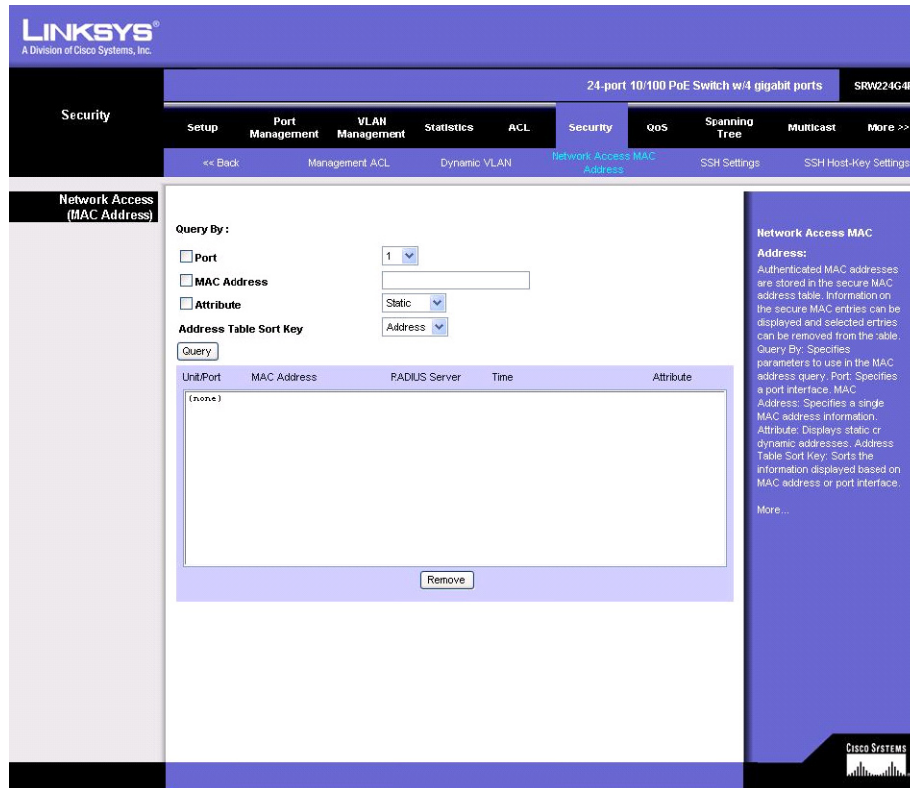 LINKSYS®
A Division of Cisco Systems, Inc.
24-port 10/100 PoE Switch w/4 gigabit ports
Security
Setup
Port Management
VLAN Management
Statistics
ACL
Security
QoS
Spanning Tree
Multicast
More >>
<< Back
Management ACL
Dynamic VLAN
Network Access MAC Address
SSH Settings
SSH Host-Key Settings
Network Access
(MAC Address)
Query By :
Port
1
MAC Address
Attribute
Static
Address Table Sort Key
Address
Query
Unit/Port MAC Address RADIUS Server Time Attribute
(none)
Remove
Network Access MAC
Address:
Authenticated MAC addresses
are stored in the secure MAC
address table. Information on
the secure MAC entries can be
displayed and selected entries
can be removed from the table.
Query By: Specifies
parameters to use in the MAC
address query. Port: Specifies
a port interface. MAC
Address: Specifies a single
MAC address information.
Attribute: Displays static or
dynamic addresses. Address
Table Sort Key: Sorts the
information displayed based on
MAC address or port interface.
More...
CISCO SYSTEMS